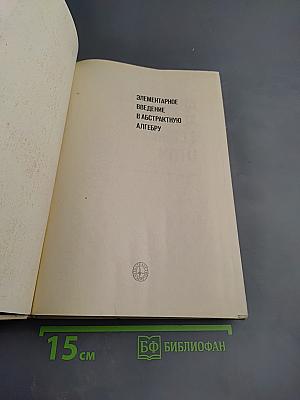 ЭЛЕМЕНТАРНОЕ
ВВЕДЕНИЕ
В АБСТРАКТНУЮ
АЛГЕБРУ
15 см
БФ БИБЛИОФАН